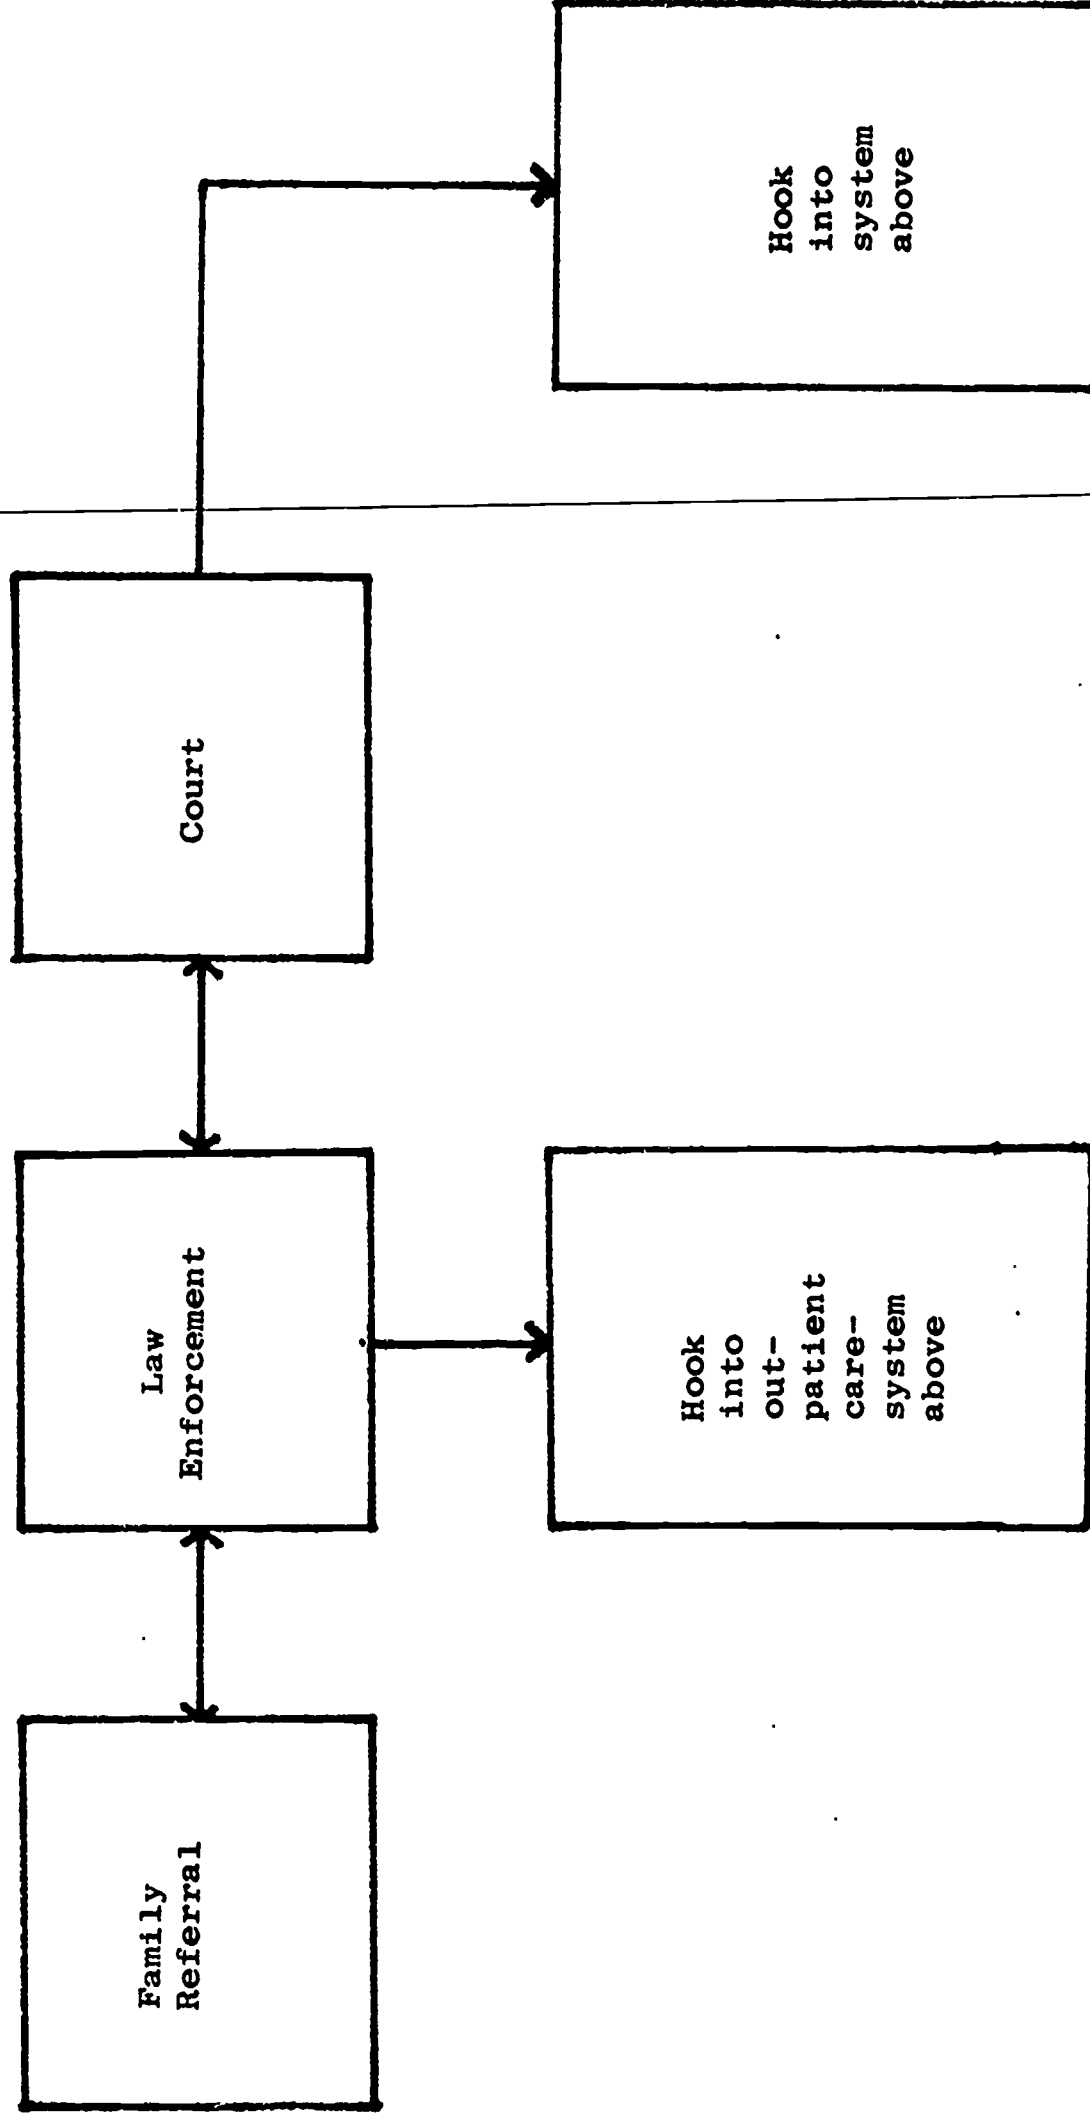 Family
Referral
Law
Enforcement
Court
Hook
into
out-
patient
care-
system
above
Hook
into
system
above